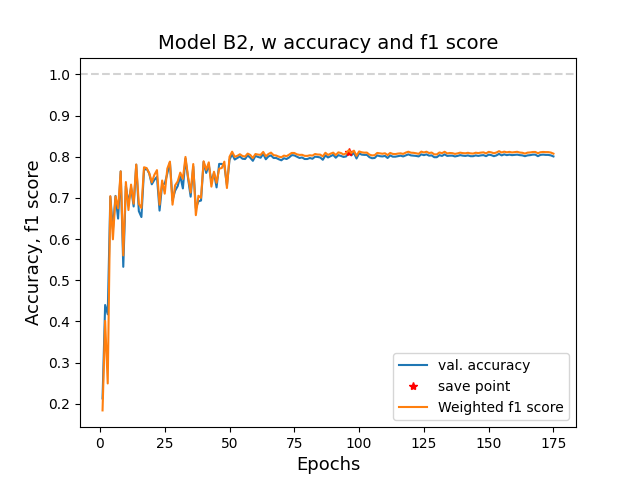 Model B2, w accuracy and f1 score
Accuracy, f1 score
1.0
0.9
0.8
0.7
0.6
0.5
0.4
0.3
0.2
val. accuracy
save point
Weighted f1 score
0 25 50 75 100 125 150 175
Epochs